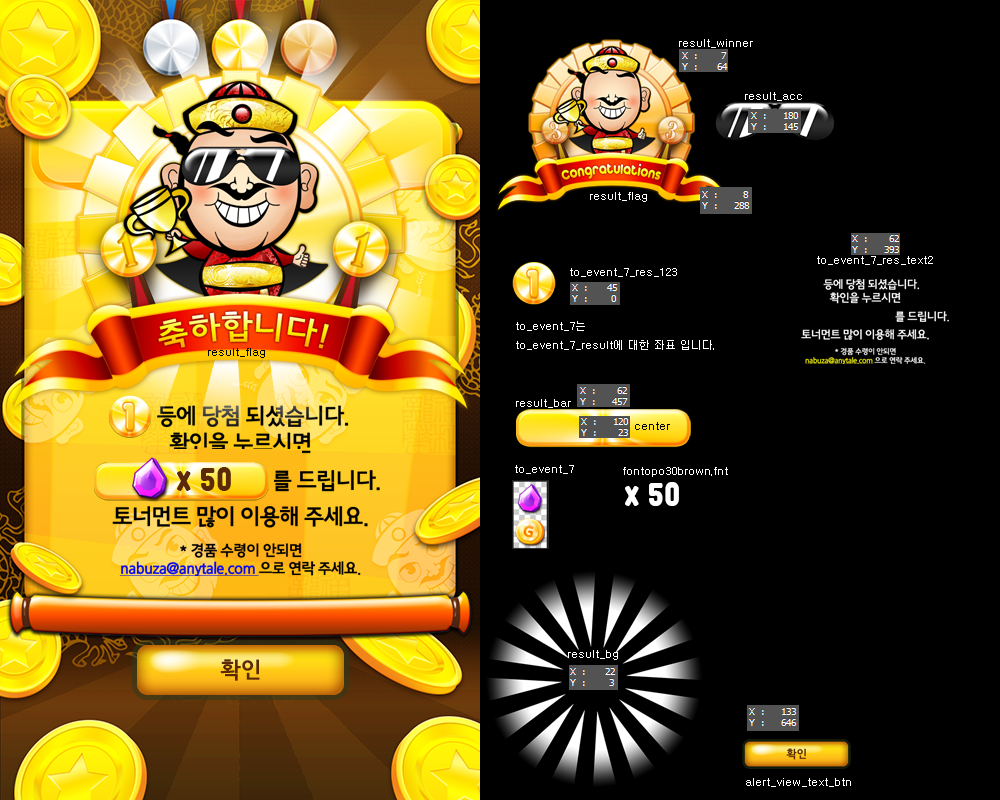 1
1
축하합니다!
result_flag
1 등에 당첨 되셨습니다.
확인을 누르시면
x 50 를 드립니다.
토너먼트 많이 이용해 주세요.
* 경품 수령이 안되면
nabuza@anytale.com 으로 연락 주세요.
확인
result_winner
X : 7
Y : 64
result_acc
X : 180
Y : 145
3
3
Congratulations
result_flag
X : 8
Y : 288
1
to_event_7_res_123
X : 45
Y : 0
to_event_7는
to_event_7_result에 대한 좌표 입니다.
X : 62
Y : 393
to_event_7_res_text2
등에 당첨 되셨습니다.
확인을 누르시면
를 드립니다.
토너먼트 많이 이용해 주세요.
* 경품 수령이 안되면
nabuza@anytale.com 으로 연락 주세요.
result_bar
X : 62
Y : 457
X : 120
Y : 23
center
to_event_7
G
fontopo30brown,fnt
x 50
result_bg
X : 22
Y : 3
X : 133
Y : 646
확인
alert_view_text_btn